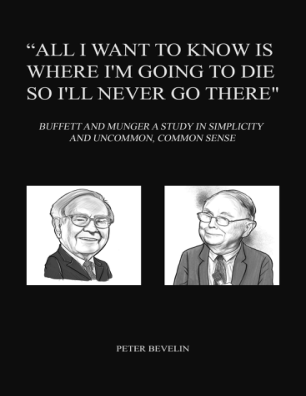 “ALL I WANT TO KNOW IS
WHERE I'M GOING TO DIE
SO I'LL NEVER GO THERE"
BUFFETT AND MUNGER A STUDY IN SIMPLICITY
AND UNCOMMON, COMMON SENSE
PETER BEVELIN